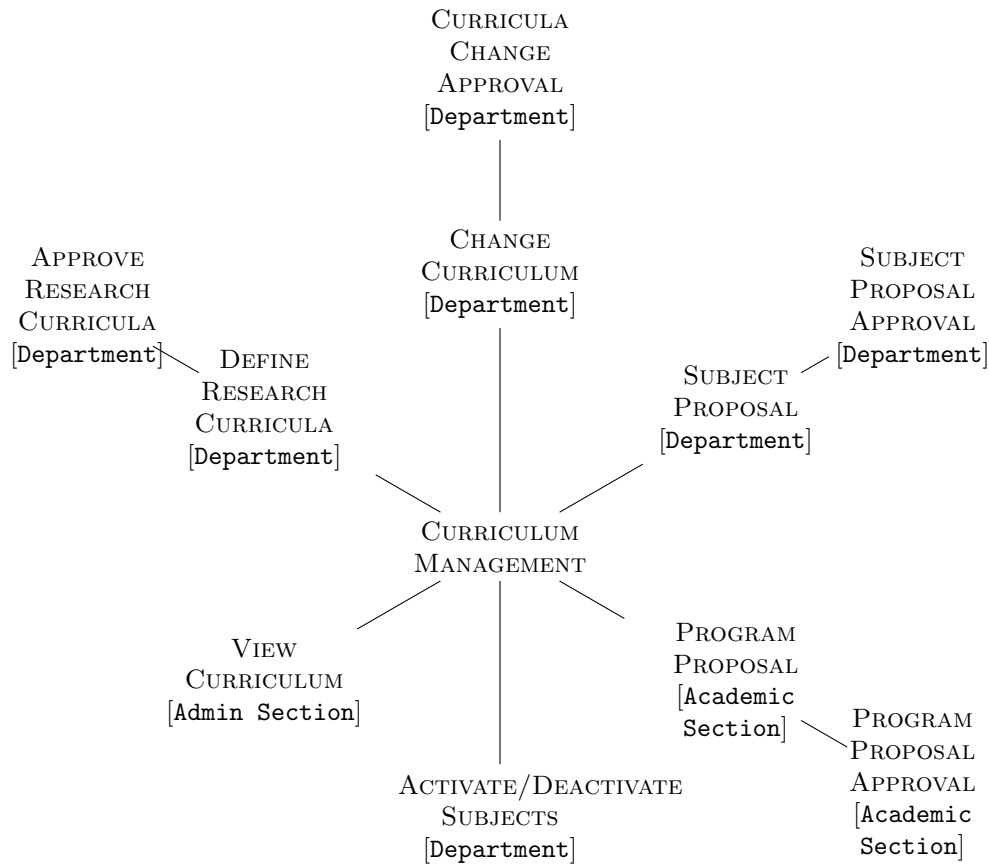 CURRICULA
CHANGE
APPROVAL
[Department]
CHANGE
CURRICULUM
[Department]
APPROVE
RESEARCH
CURRICULA
[Department]
SUBJECT
PROPOSAL
APPROVAL
[Department]
DEFINE
RESEARCH
CURRICULA
[Department]
SUBJECT
PROPOSAL
[Department]
CURRICULUM
MANAGEMENT
VIEW
CURRICULUM
[Admin Section]
PROGRAM
PROPOSAL
[Academic
Section]
PROGRAM
PROPOSAL
APPROVAL
[Academic
Section]
ACTIVATE/DEACTIVATE
SUBJECTS
[Department]